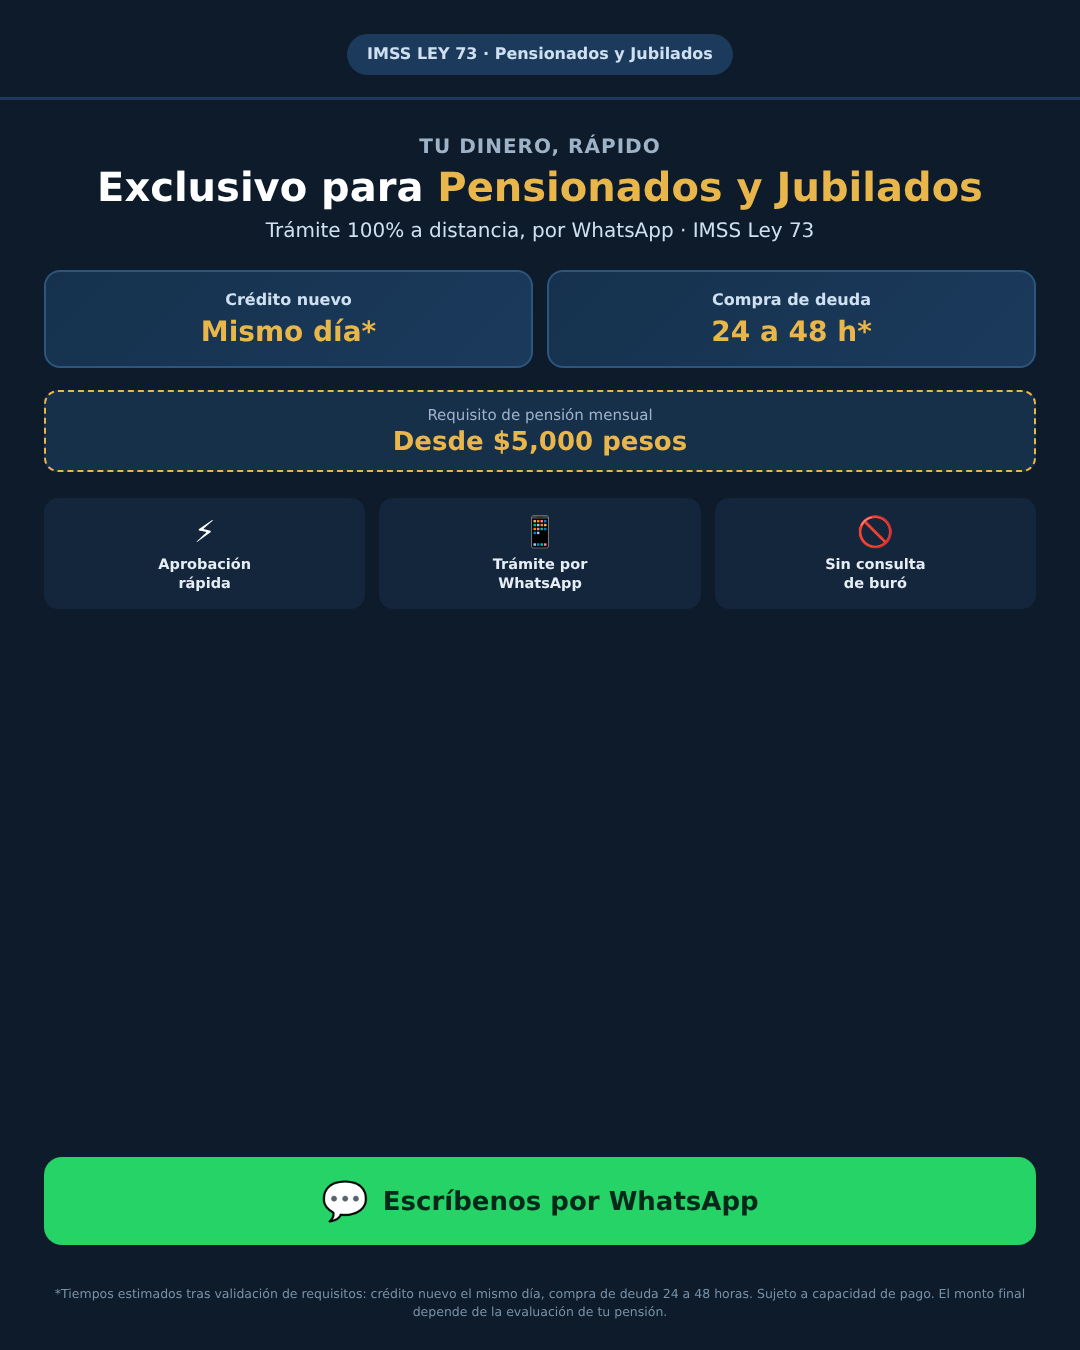 IMSS LEY 73 · Pensionados y Jubilados
TU DINERO, RÁPIDO
Exclusivo para Pensionados y Jubilados
Trámite 100% a distancia, por WhatsApp · IMSS Ley 73
Crédito nuevo
Mismo día*
Compra de deuda
24 a 48 h*
Requisito de pensión mensual
Desde $5,000 pesos
Aprobación
rápida
Trámite por
WhatsApp
Sin consulta
de buró
Escríbenos por WhatsApp
*Tiempos estimados tras validación de requisitos: crédito nuevo el mismo día, compra de deuda 24 a 48 horas. Sujeto a capacidad de pago. El monto final
depende de la evaluación de tu pensión.